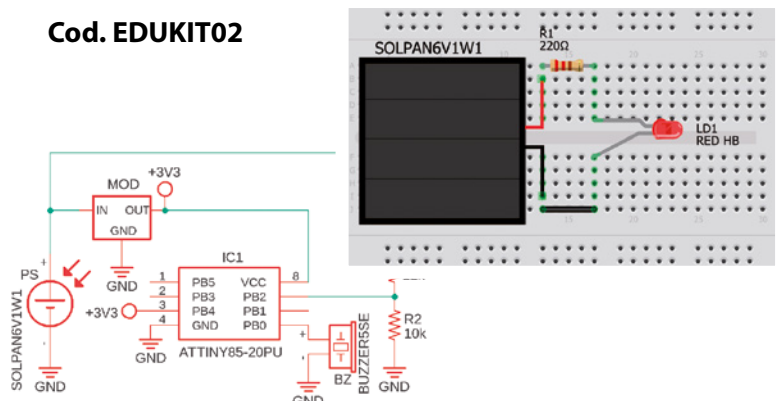 Cod. EDUKIT02
SOLPAN6V1W1
R1
220Ω
LD1
RED HB
MOD
+3V3
IN OUT
GND
GND
PS
+
-
SOLPAN6V1W1
GND
IC1
1 PB5 VCC 8
2 PB3 PB2
+3V3 3 PB4 PB1
4 GND PB0
GND
ATTINY85-20PU
+
-
BZ
BUZZER5SE
GND
R2
10k
GND